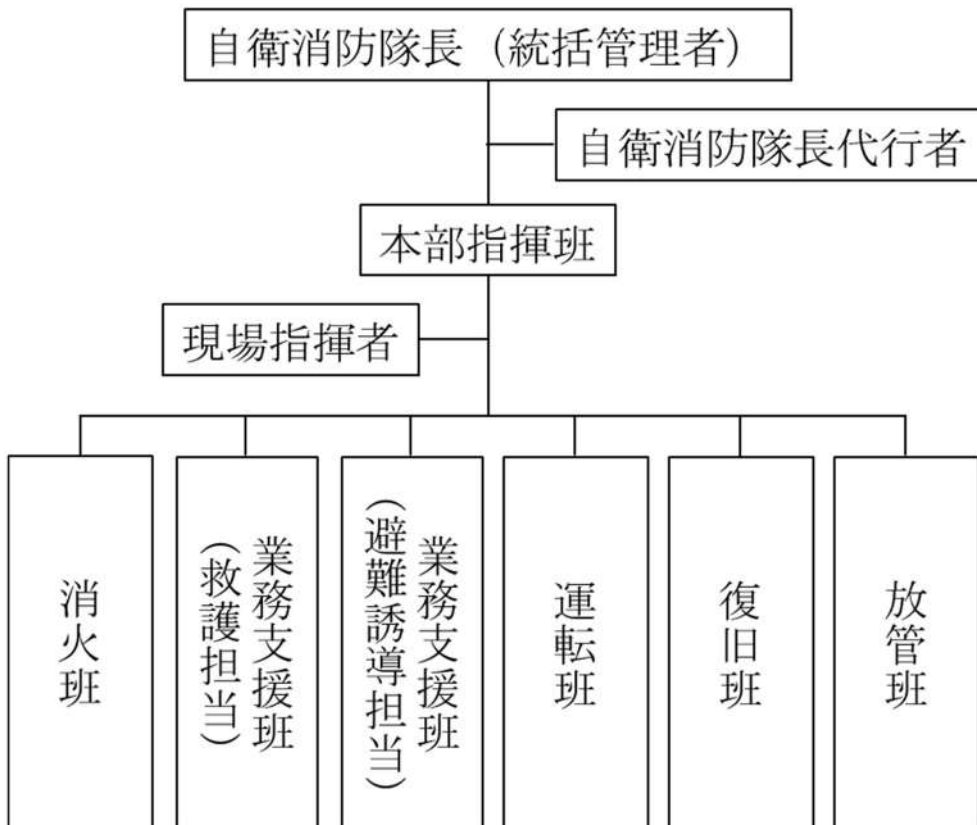 自衛消防隊長（統括管理者）
自衛消防隊長代行者
本部指揮班
現場指揮者
消火班
業務支援班
（救護担当）
業務支援班
（避難誘導担当）
運転班
復旧班
放管班